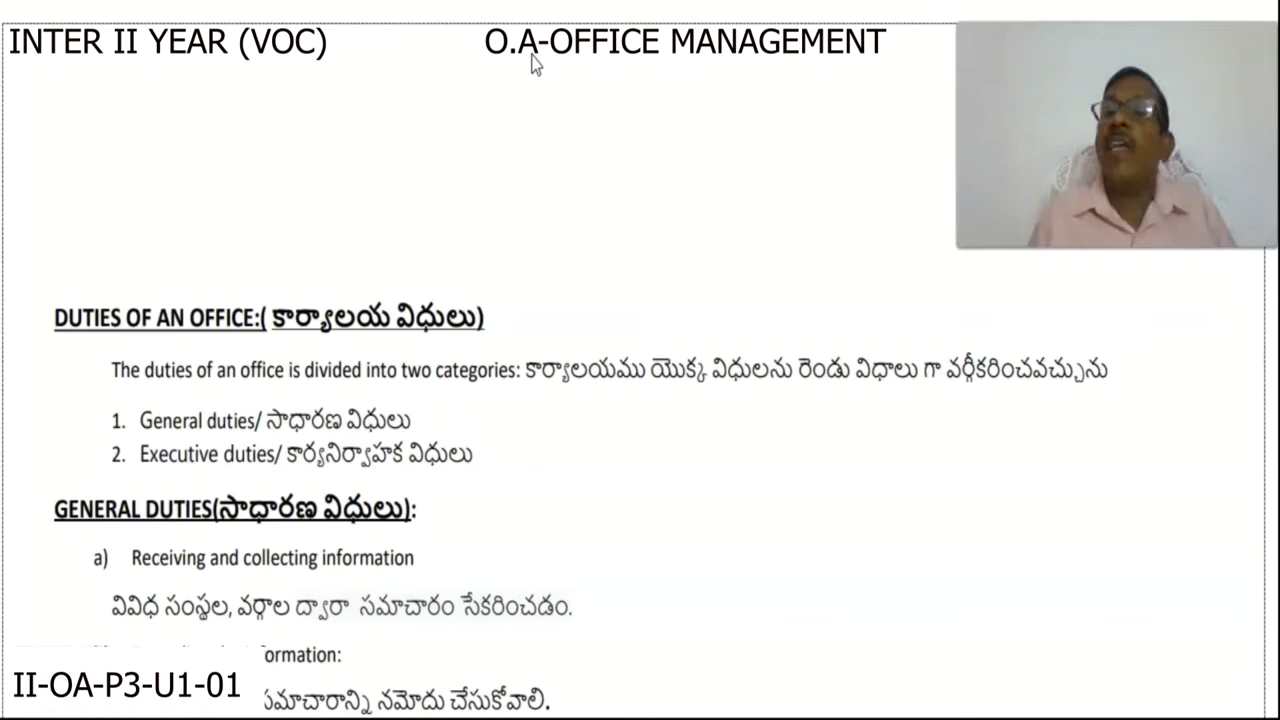 INTER II YEAR (VOC) O.A-OFFICE MANAGEMENT
DUTIES OF AN OFFICE:( కార్యాలయ విధులు)
The duties of an office is divided into two categories: కార్యాలయము యొక్క విధులను రెండు విధాలు గా వర్గీకరించవచ్చును
1. General duties/ సాధారణ విధులు
2. Executive duties/ కార్యనిర్వాహక విధులు
GENERAL DUTIES(సాధారణ విధులు):
a) Receiving and collecting information
వివిధ సంస్థల, వర్గాల ద్వారా సమాచారం సేకరించడం.
ormation:
సమాచారాన్ని నమోదు చేసుకోవాలి.
II-OA-P3-U1-01